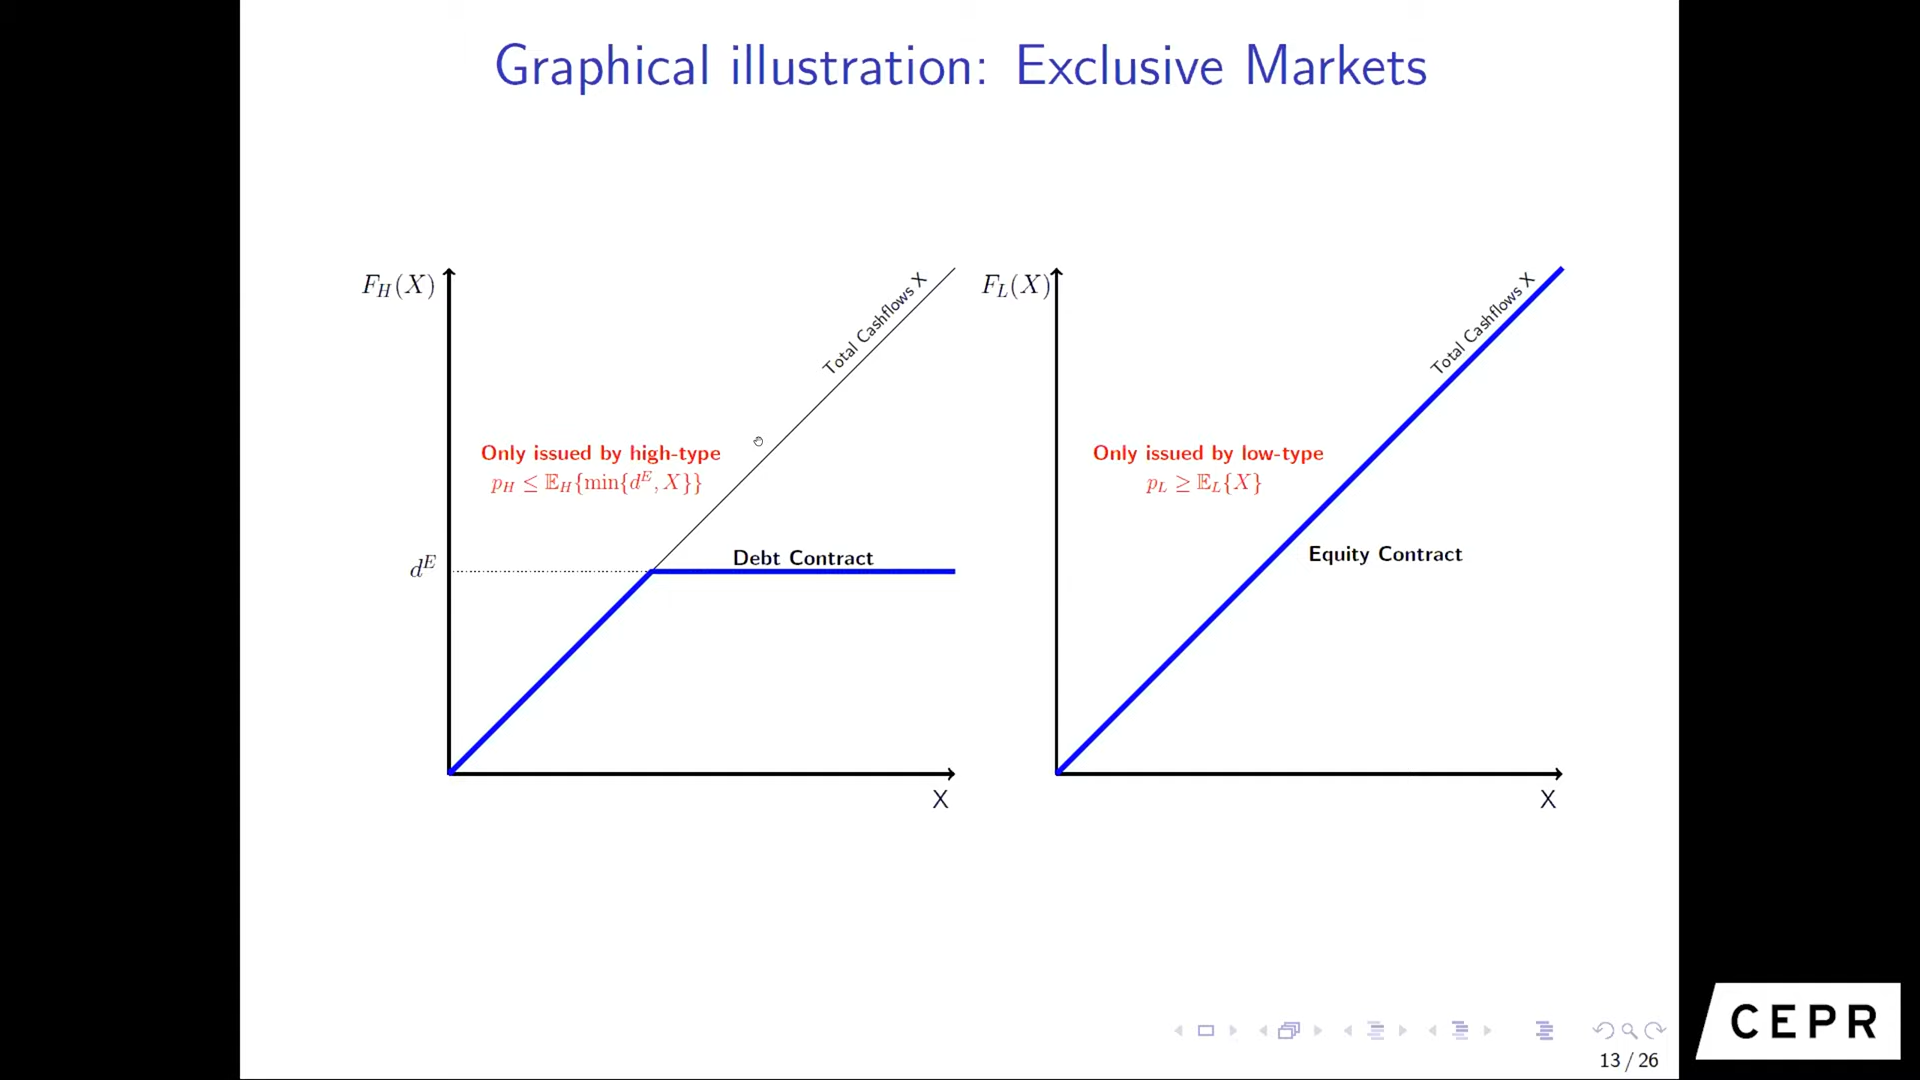 Graphical illustration: Exclusive Markets
F_H(X)
Total Cashflows X
Only issued by high-type
p_H ≤ 𝔼_H{min{d^E, X}}
Debt Contract
d^E
X
F_L(X)
Total Cashflows X
Only issued by low-type
p_L ≥ 𝔼_L{X}
Equity Contract
X
13 / 26
CEPR